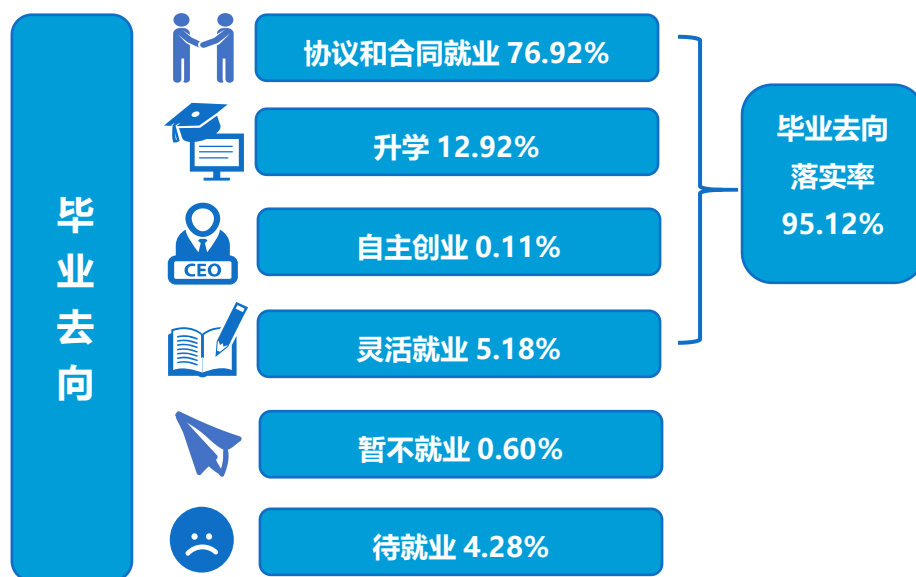 毕业去向
协议和合同就业 76.92%
升学 12.92%
CEO
自主创业 0.11%
灵活就业 5.18%
暂不就业 0.60%
待就业 4.28%
毕业去向
落实率
95.12%